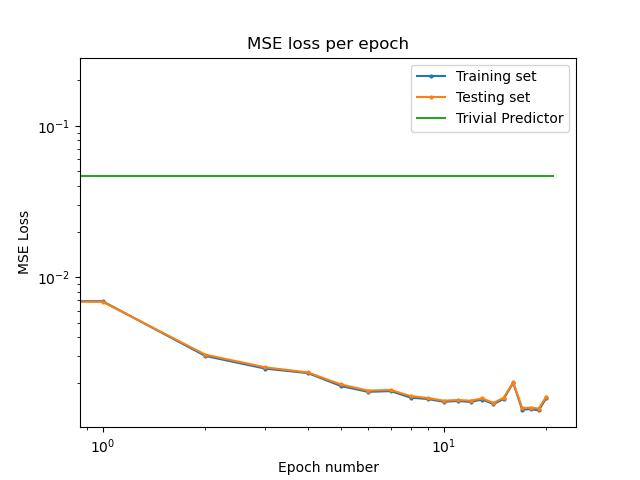 MSE loss per epoch
Training set
Testing set
Trivial Predictor
10⁻¹
10⁻²
MSE Loss
10⁰
10¹
Epoch number